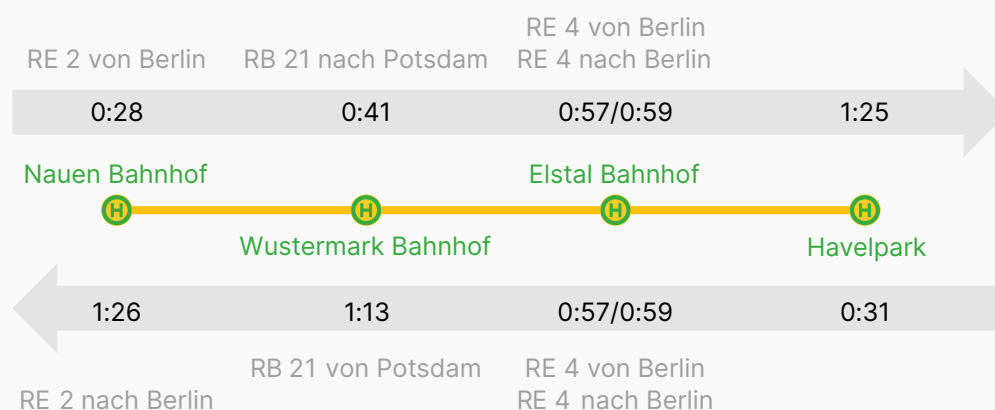 RE 4 von Berlin
RE 2 von Berlin RB 21 nach Potsdam RE 4 nach Berlin
0:28 0:41 0:57/0:59 1:25
Nauen Bahnhof Elstal Bahnhof
H H H H
Wustermark Bahnhof Havelpark
1:26 1:13 0:57/0:59 0:31
RB 21 von Potsdam RE 4 von Berlin
RE 2 nach Berlin RE 4 nach Berlin